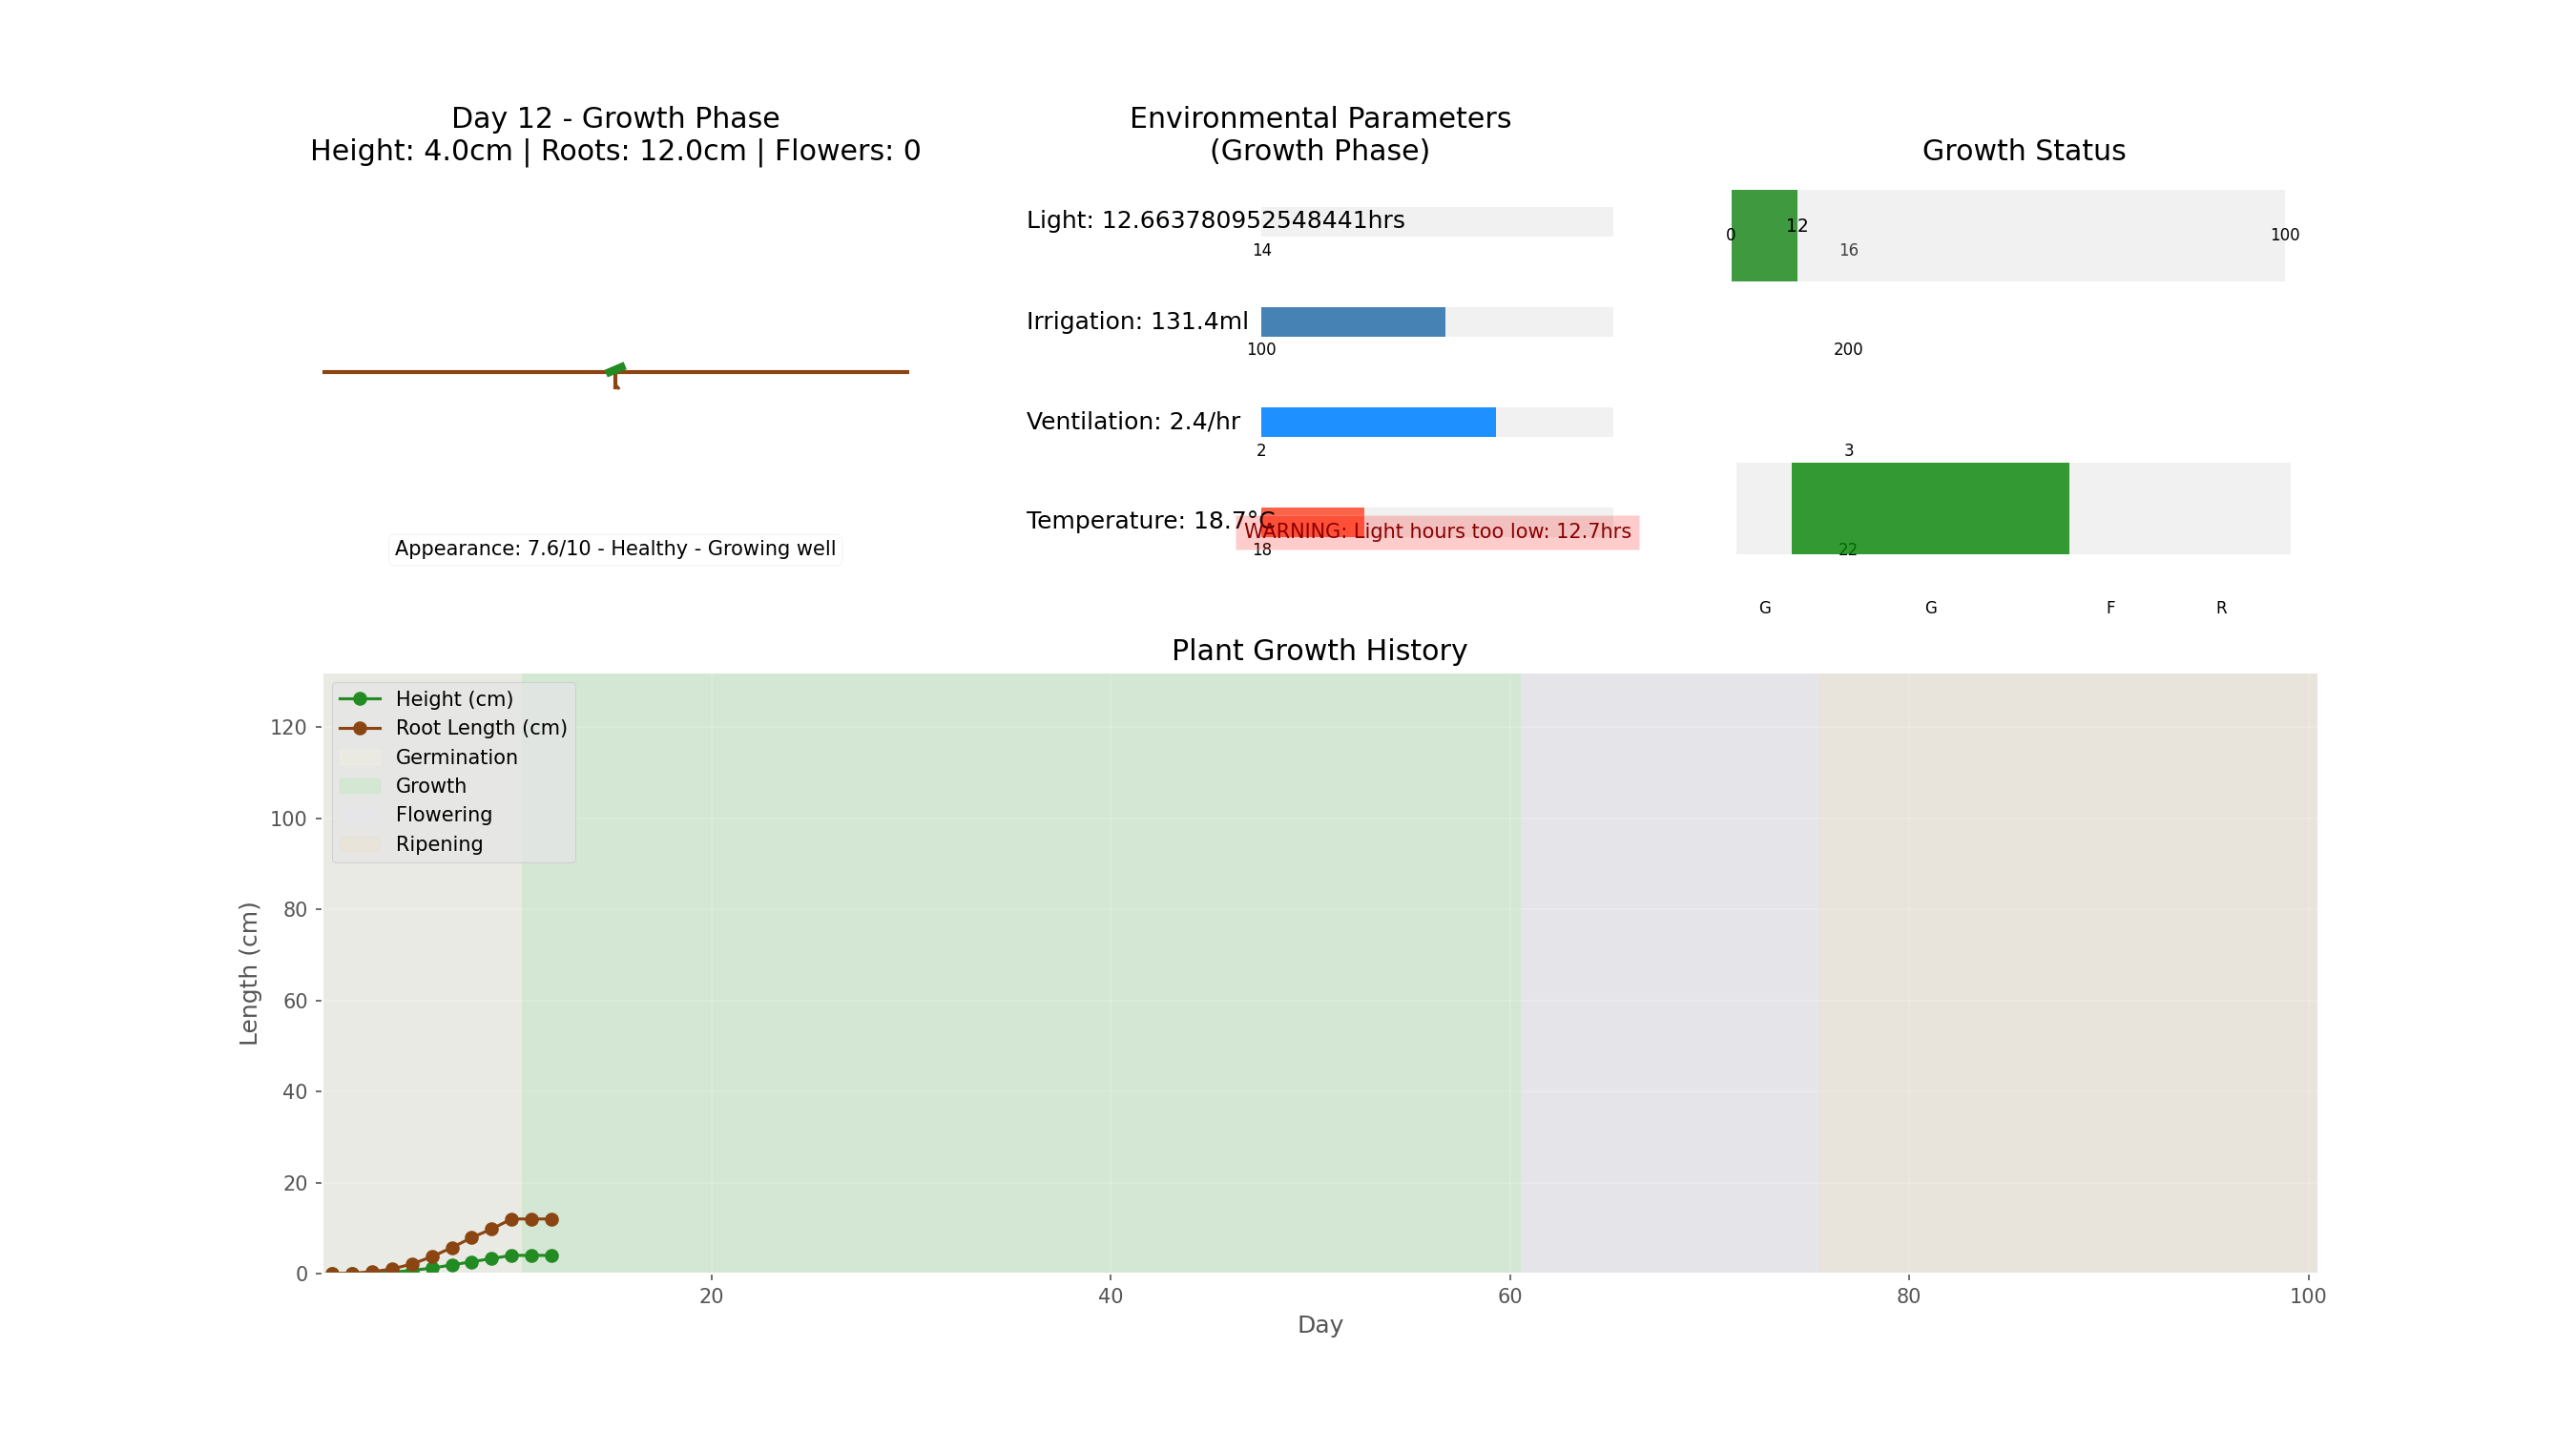 Day 12 - Growth Phase
Height: 4.0cm | Roots: 12.0cm | Flowers: 0
Appearance: 7.6/10 - Healthy - Growing well
Environmental Parameters
(Growth Phase)
Light: 12.663780952548441hrs
14
16
Irrigation: 131.4ml
100
200
Ventilation: 2.4/hr
2
3
Temperature: 18.7°C
WARNING: Light hours too low: 12.7hrs
18
22
Growth Status
0
12
100
G
G
F
R
Plant Growth History
Height (cm)
Root Length (cm)
Germination
Growth
Flowering
Ripening
Length (cm)
120
100
80
60
40
20
0
20
40
60
80
100
Day